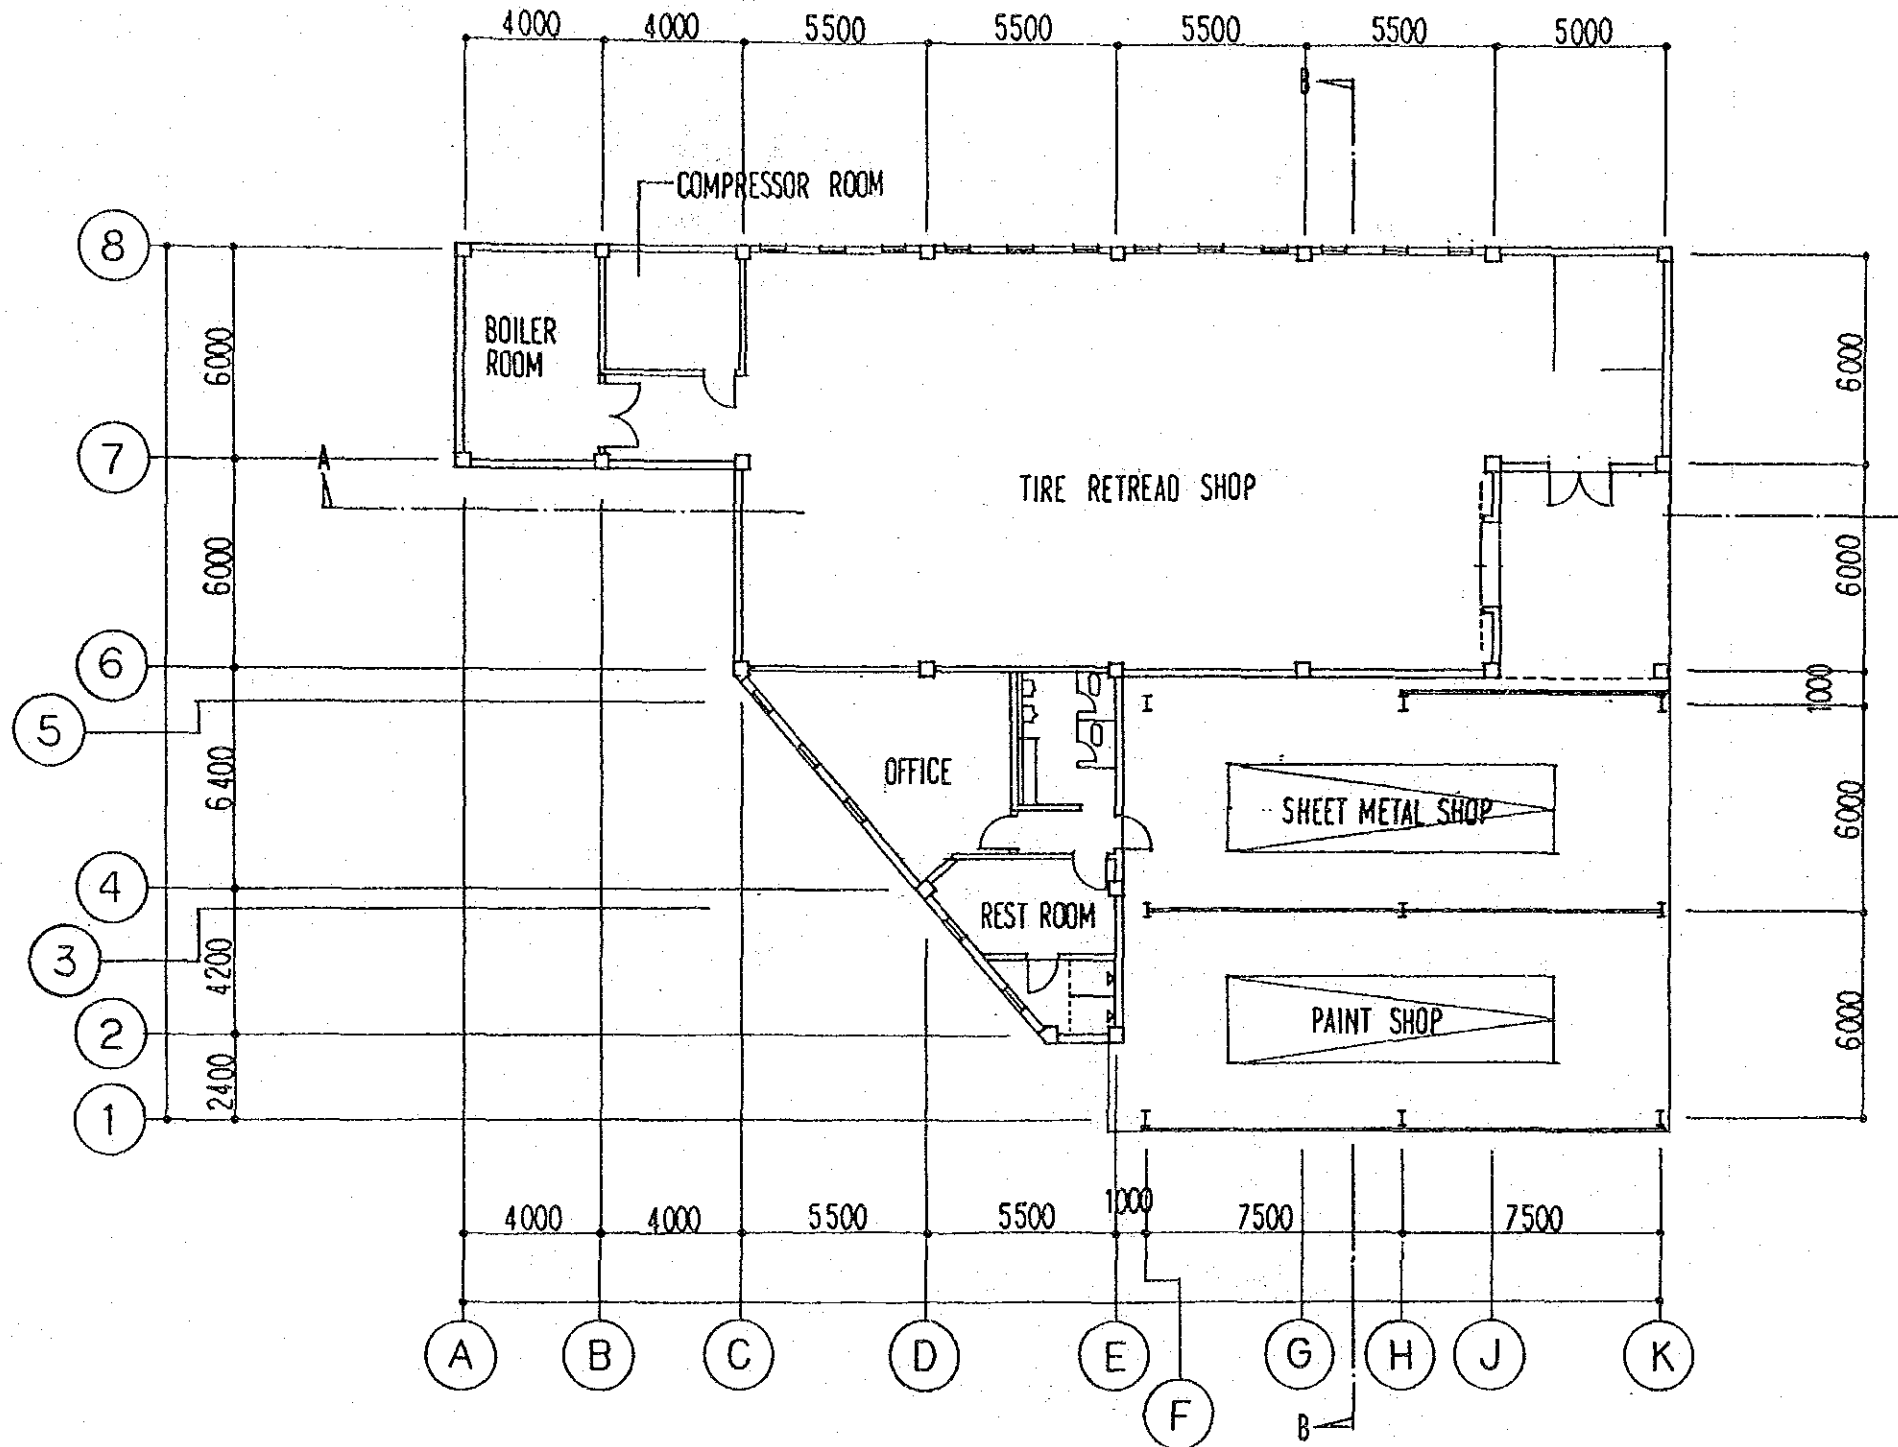 4000 4000 5500 5500 5500 5500 5000
B
COMPRESSOR ROOM
8
BOILER
ROOM
6000
6000
7
A
TIRE RETREAD SHOP
6000
6000
6
5
1000
OFFICE
6400
SHEET METAL SHOP
6000
4
REST ROOM
3
4200
PAINT SHOP
6000
2
2400
1
4000 4000 5500 5500 1000 7500 7500
A B C D E G H J K
F
B